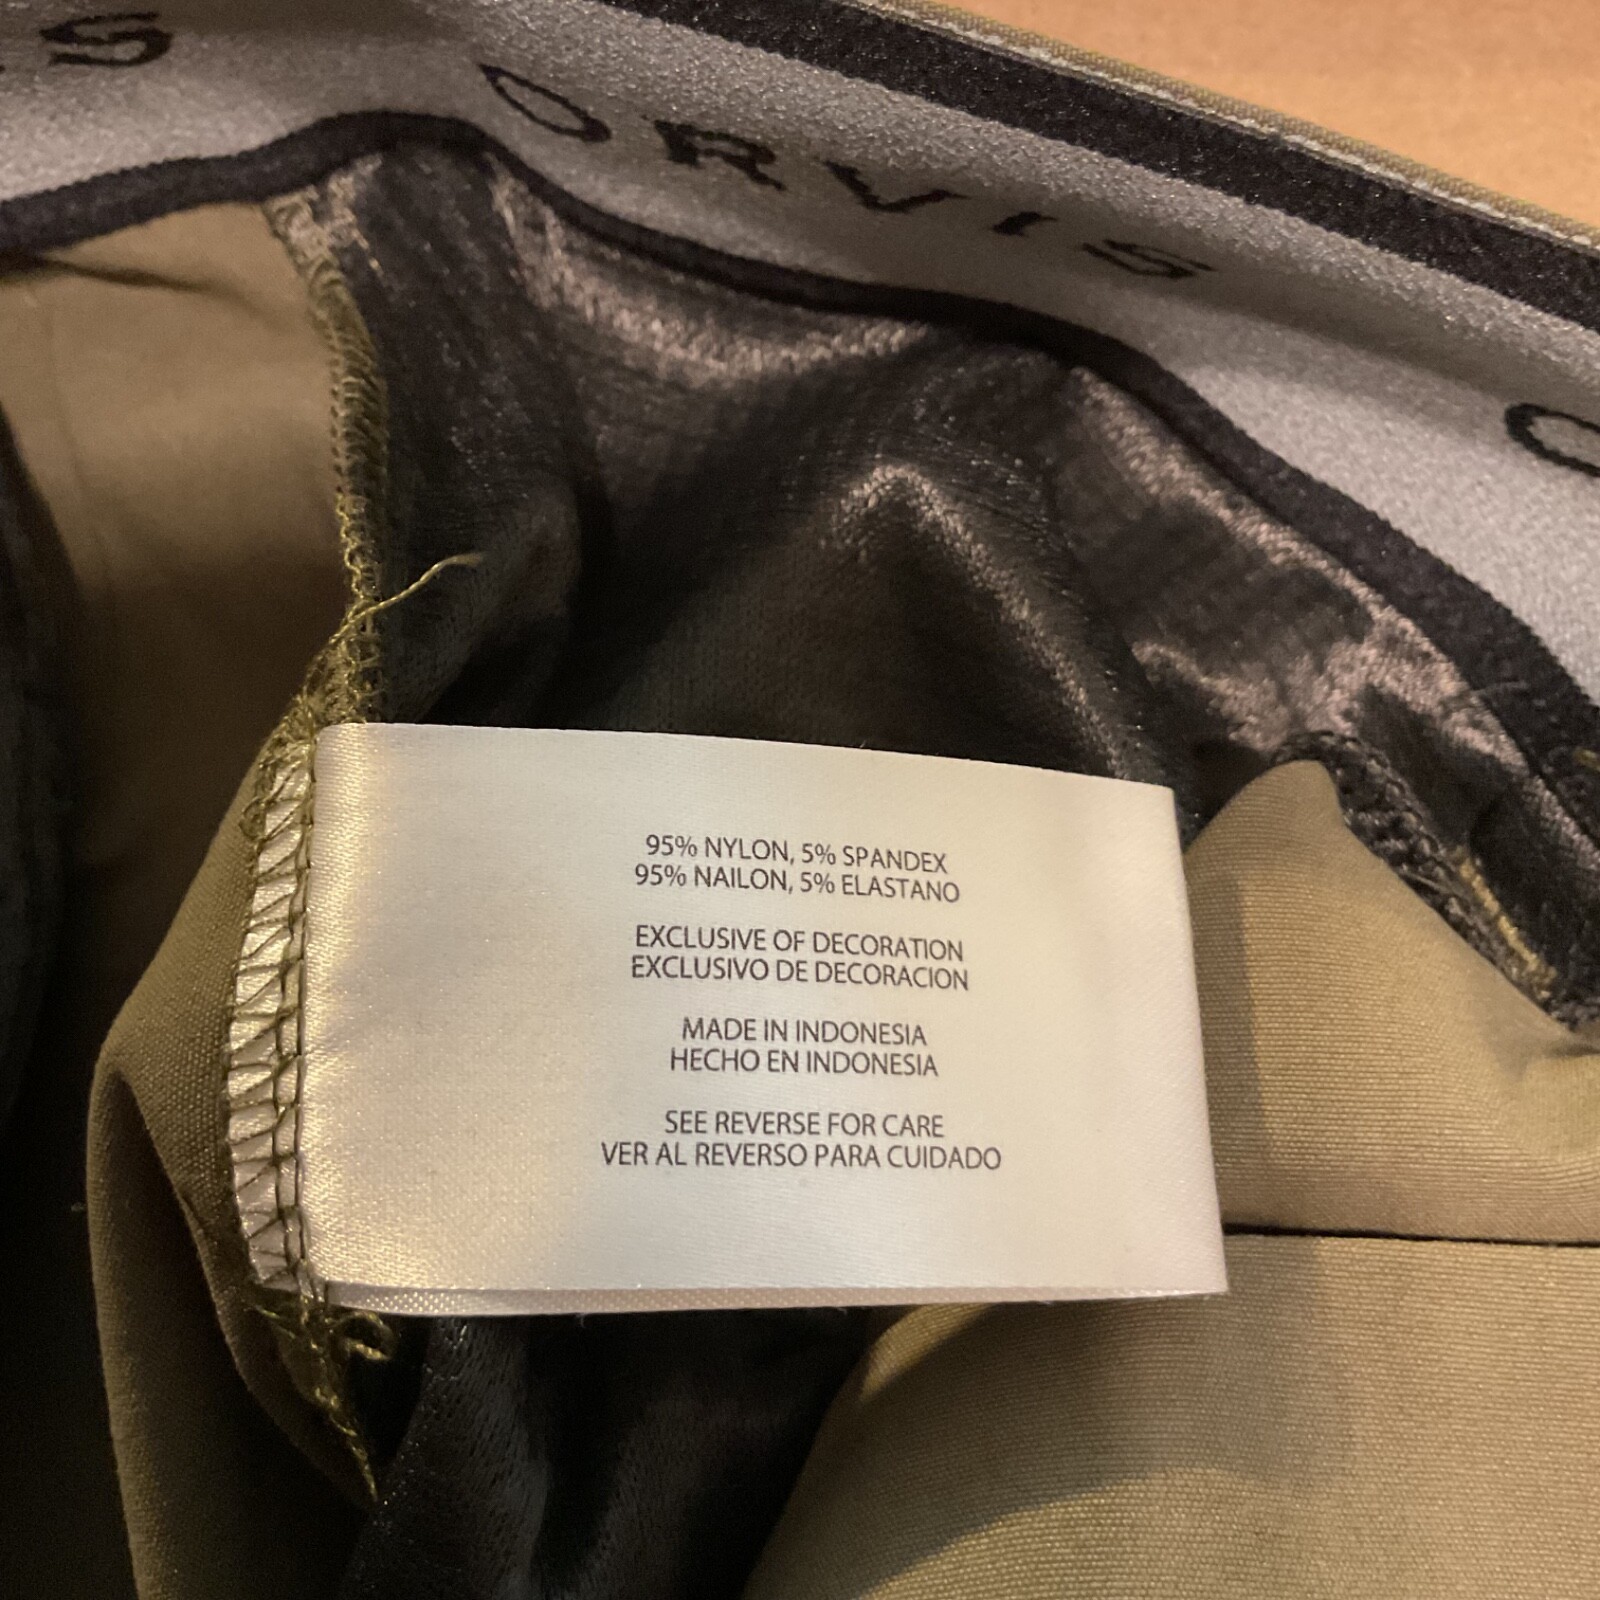 S
ORVIS
O
95% NYLON, 5% SPANDEX
95% NAILON, 5% ELASTANO
EXCLUSIVE OF DECORATION
EXCLUSIVO DE DECORACION
MADE IN INDONESIA
HECHO EN INDONESIA
SEE REVERSE FOR CARE
VER AL REVERSO PARA CUIDADO